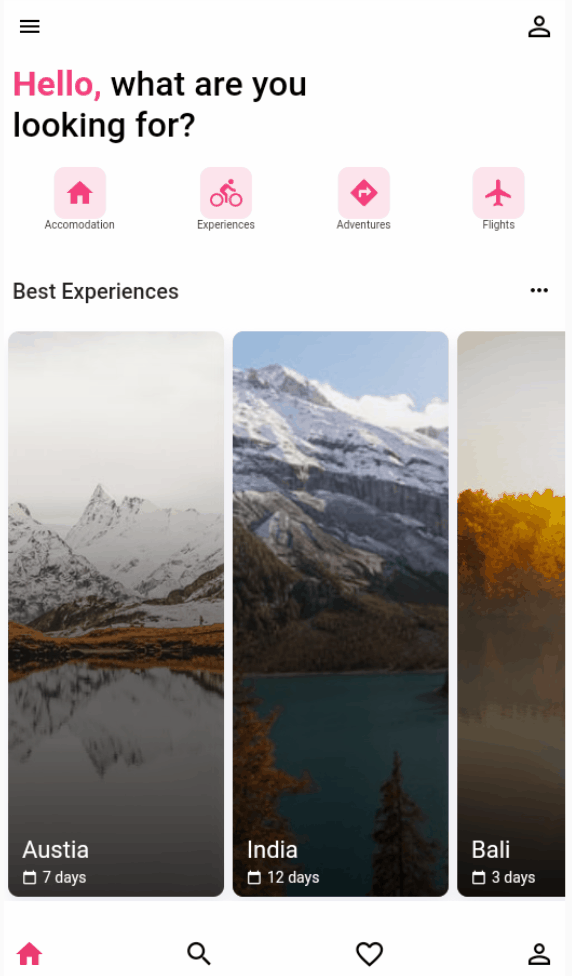 Hello, what are you
looking for?
Accomodation
Experiences
Adventures
Flights
Best Experiences
Austia
7 days
India
12 days
Bali
3 days